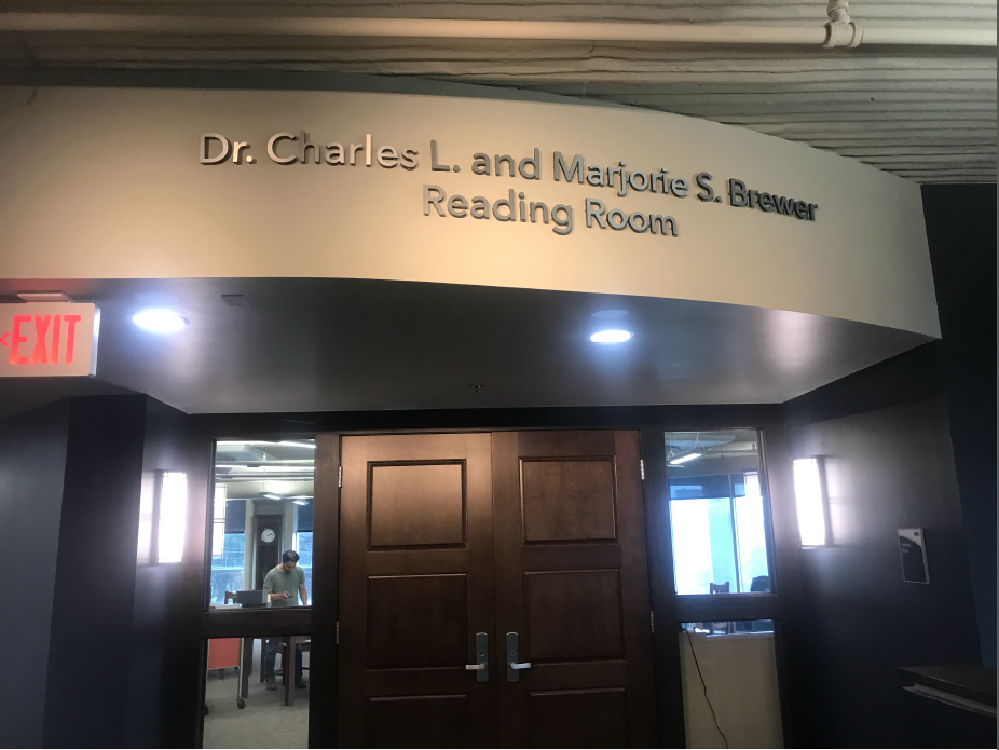 Dr. Charles L. and Marjorie S. Brewer
Reading Room
<EXIT